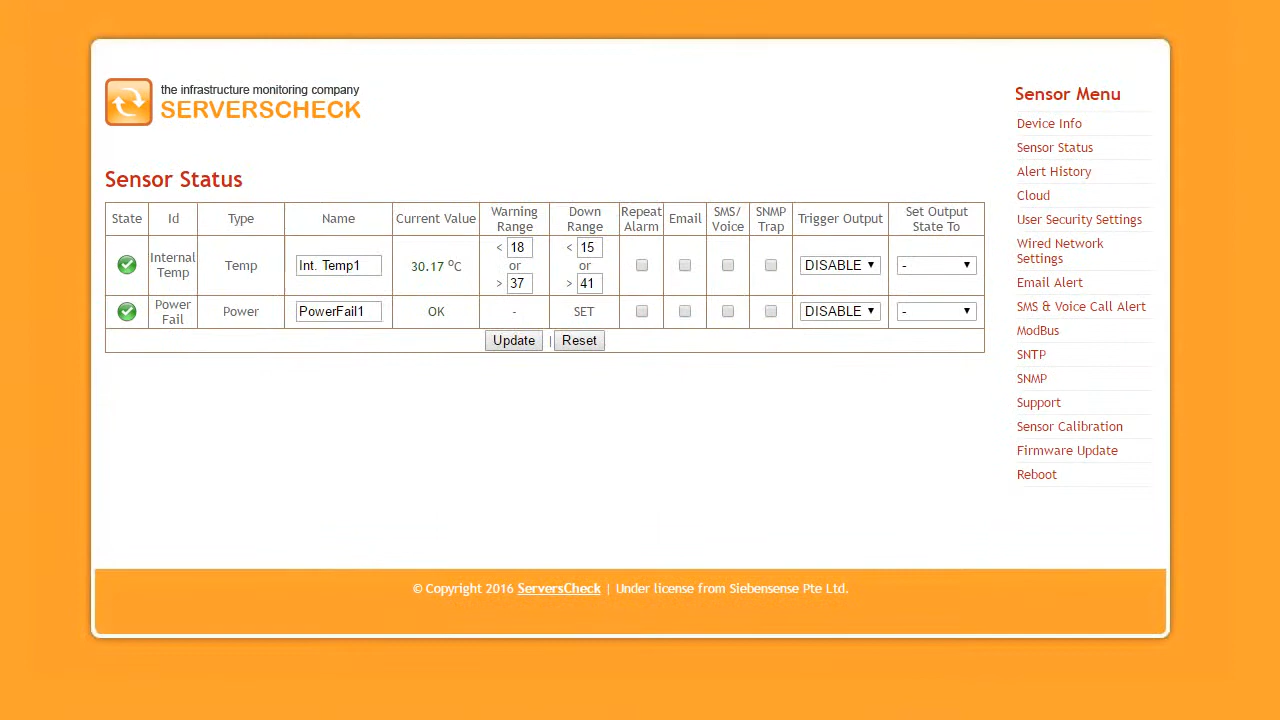 the infrastructure monitoring company
SERVERSCHECK
Sensor Status
State Id Type Name Current Value Warning Range Down Range Repeat Alarm Email SMS/ Voice SNMP Trap Trigger Output Set Output State To
Internal Temp Temp Int. Temp1 30.17 °C < 18 or > 37 < 15 or > 41 DISABLE -
Power Fail Power PowerFail1 OK - SET DISABLE -
Update | Reset
Sensor Menu
Device Info
Sensor Status
Alert History
Cloud
User Security Settings
Wired Network
Settings
Email Alert
SMS & Voice Call Alert
ModBus
SNTP
SNMP
Support
Sensor Calibration
Firmware Update
Reboot
© Copyright 2016 ServersCheck | Under license from Siebensense Pte Ltd.